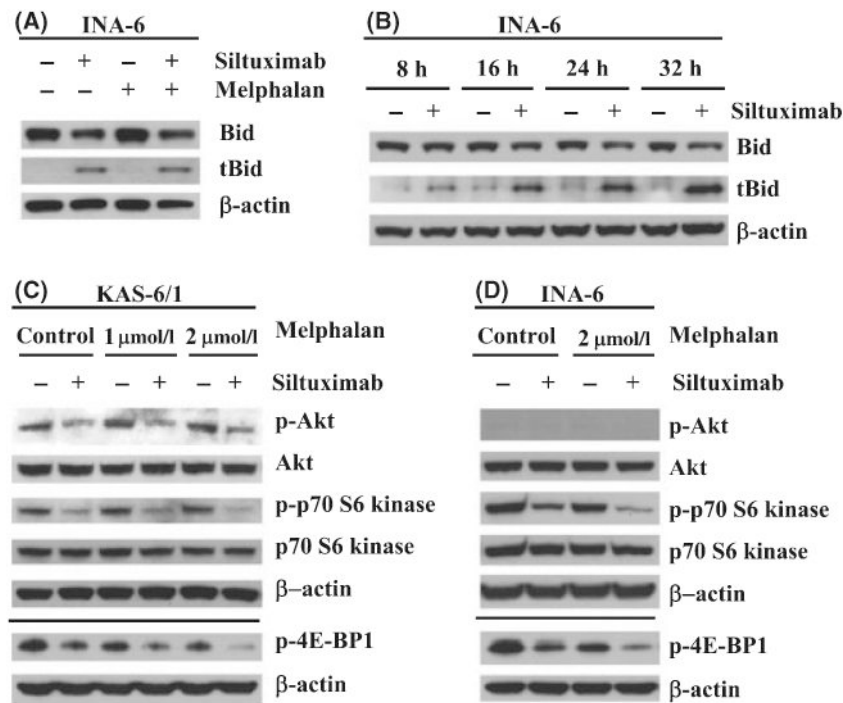 (A)
INA-6
– + – + Siltuximab
– – + + Melphalan
Bid
tBid
β-actin
(B)
INA-6
8 h 16 h 24 h 32 h
– + – + – + – + Siltuximab
Bid
tBid
β-actin
(C)
KAS-6/1
Control 1 μmol/l 2 μmol/l Melphalan
– + – + – + Siltuximab
p-Akt
Akt
p-p70 S6 kinase
p70 S6 kinase
β–actin
p-4E-BP1
β-actin
(D)
INA-6
Control 2 μmol/l Melphalan
– + – + Siltuximab
p-Akt
Akt
p-p70 S6 kinase
p70 S6 kinase
β–actin
p-4E-BP1
β-actin